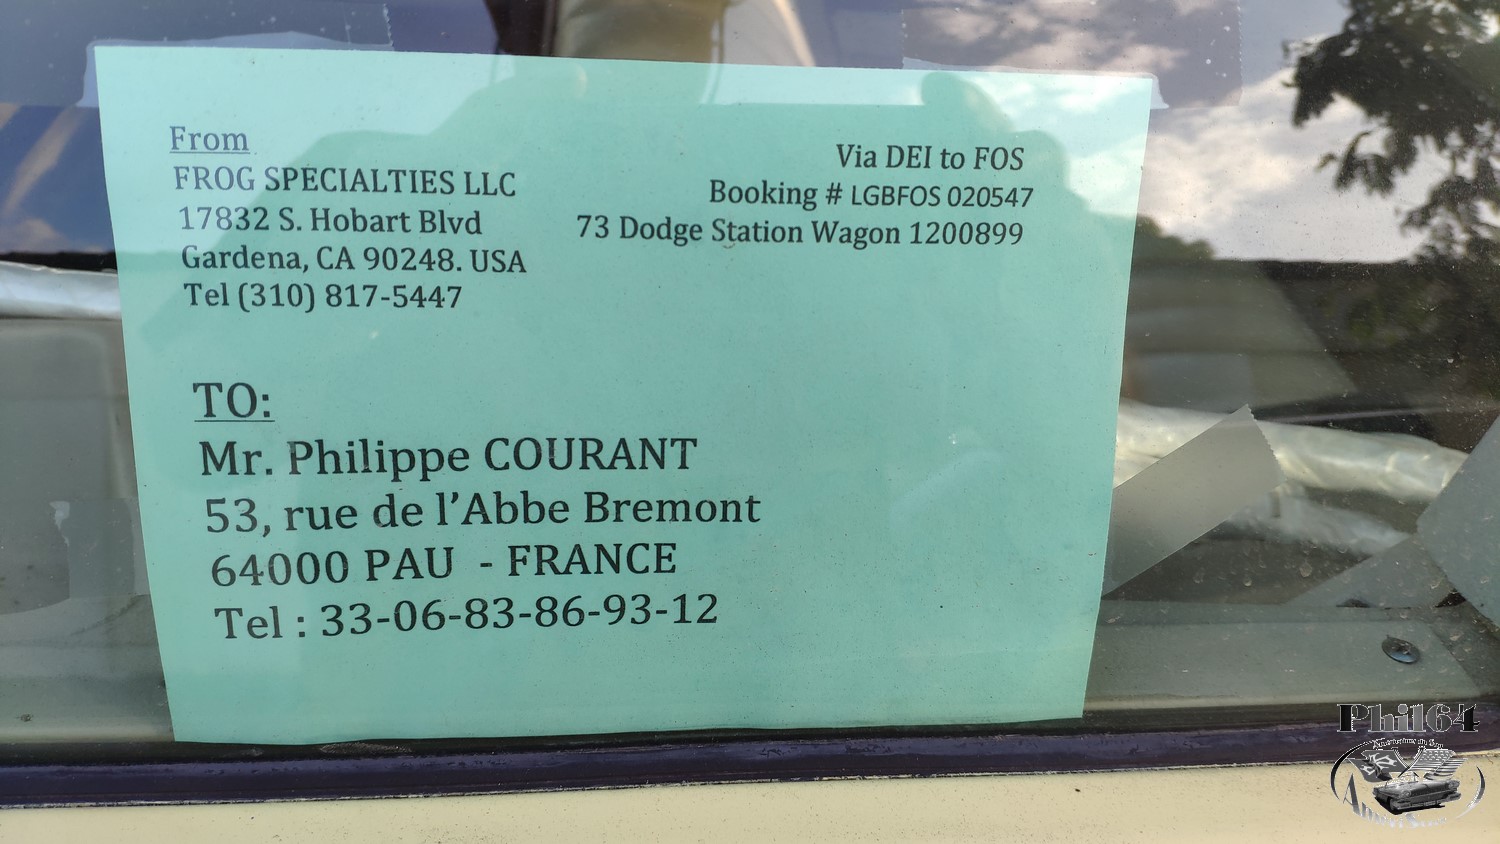 From
FROG SPECIALTIES LLC
17832 S. Hobart Blvd
Gardena, CA 90248. USA
Tel (310) 817-5447
Via DEI to FOS
Booking # LGBFOS 020547
73 Dodge Station Wagon 1200899
TO:
Mr. Philippe COURANT
53, rue de l'Abbe Bremont
64000 PAU - FRANCE
Tel : 33-06-83-86-93-12
Phil64